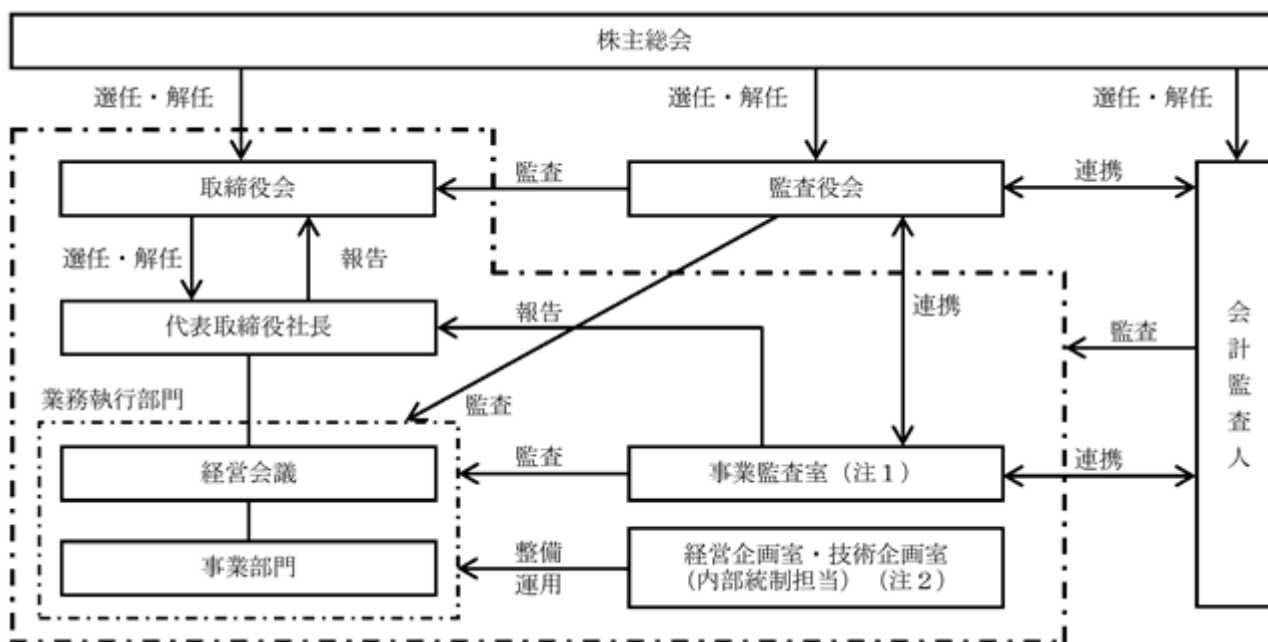 株主総会
選任・解任
選任・解任
選任・解任
取締役会
監査
監査役会
連携
選任・解任
報告
連携
代表取締役社長
報告
監査
会計監査人
業務執行部門
監査
経営会議
監査
事業監査室（注１）
連携
事業部門
整備
運用
経営企画室・技術企画室
（内部統制担当）（注２）